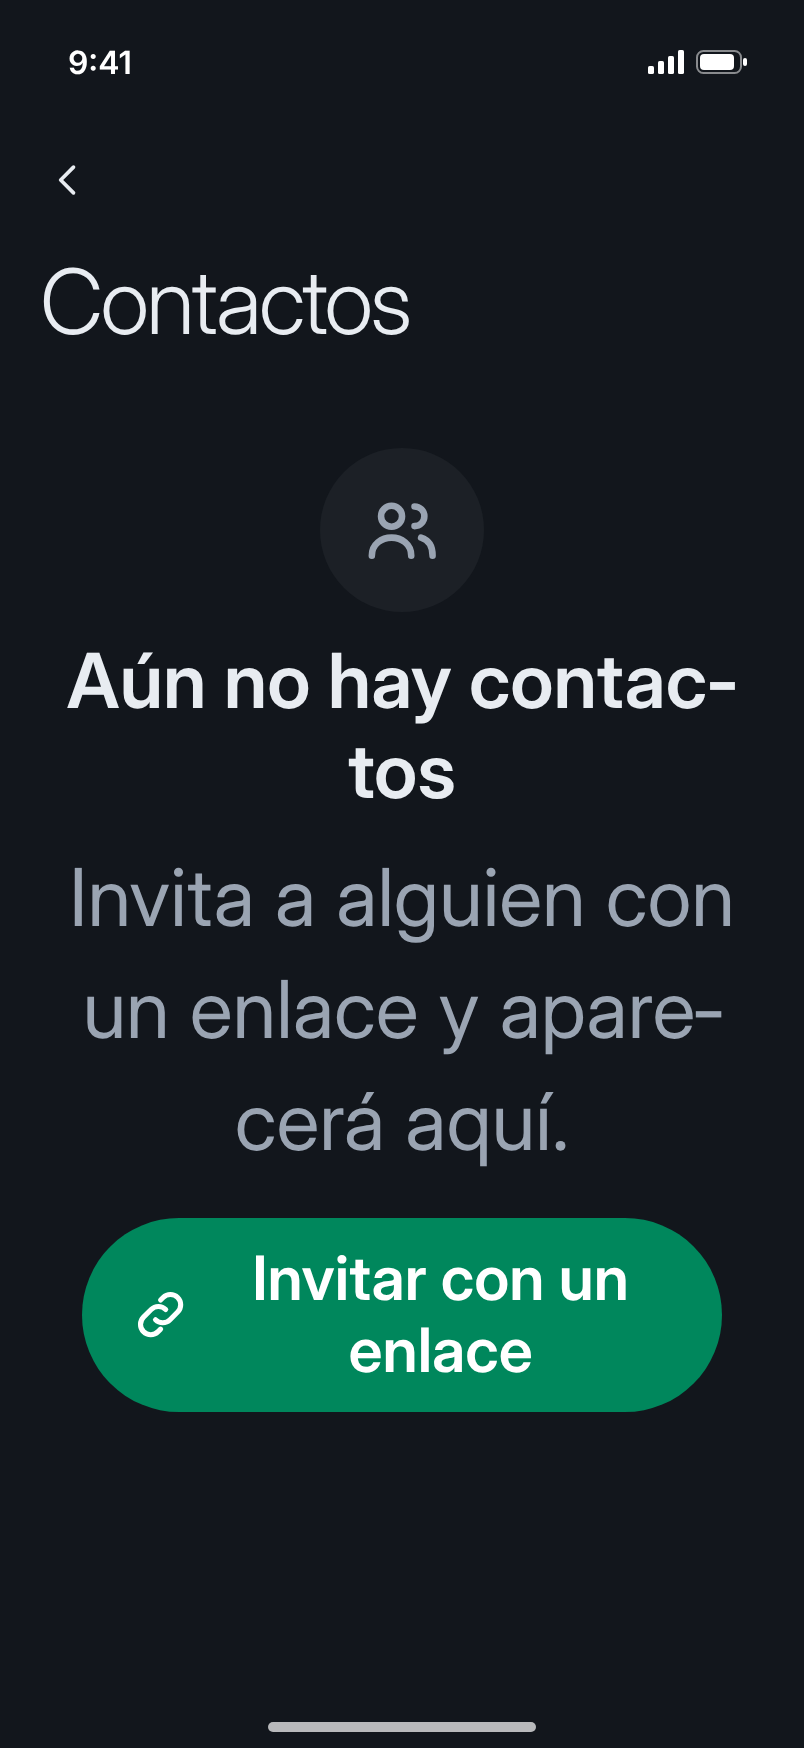 9:41
Contactos
Aún no hay contac-
tos
Invita a alguien con
un enlace y apare-
cerá aquí.
Invitar con un
enlace